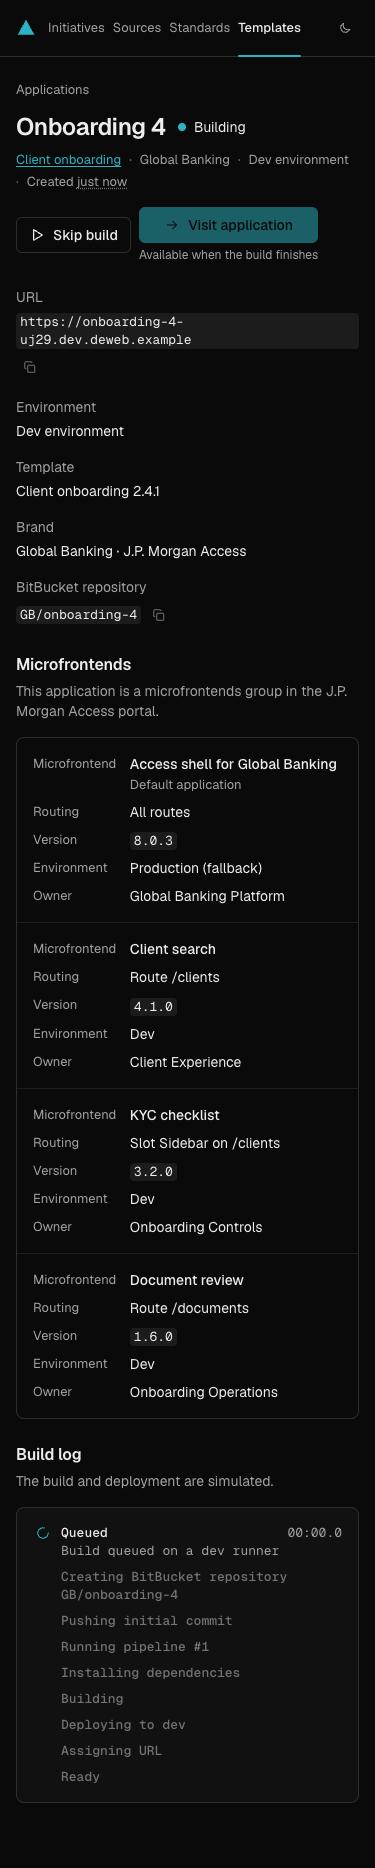 Initiatives Sources Standards Templates
Applications
Onboarding 4 Building
Client onboarding · Global Banking · Dev environment
· Created just now
Skip build
Visit application
Available when the build finishes
URL
https://onboarding-4-
uj29.dev.deweb.example
Environment
Dev environment
Template
Client onboarding 2.4.1
Brand
Global Banking · J.P. Morgan Access
BitBucket repository
GB/onboarding-4
Microfrontends
This application is a microfrontends group in the J.P.
Morgan Access portal.
Microfrontend Access shell for Global Banking
Default application
Routing All routes
Version 8.0.3
Environment Production (fallback)
Owner Global Banking Platform
Microfrontend Client search
Routing Route /clients
Version 4.1.0
Environment Dev
Owner Client Experience
Microfrontend KYC checklist
Routing Slot Sidebar on /clients
Version 3.2.0
Environment Dev
Owner Onboarding Controls
Microfrontend Document review
Routing Route /documents
Version 1.6.0
Environment Dev
Owner Onboarding Operations
Build log
The build and deployment are simulated.
Queued 00:00.0
Build queued on a dev runner
Creating BitBucket repository
GB/onboarding-4
Pushing initial commit
Running pipeline #1
Installing dependencies
Building
Deploying to dev
Assigning URL
Ready